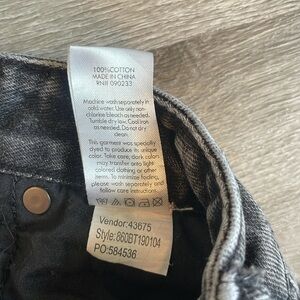 100%COTTON
MADE IN CHINA
RN# 090233
Machine wash separately in
cold water. Use only non-
chlorine bleach as needed.
Tumble dry low. Cool iron
as needed. Do not dry
clean.
This garment was specially
dyed to produce its unique
color. Take care, dark colors
may transfer onto light
colored clothing or other
items. To minimize fading,
please wash separately and
follow care instructions.
Vendor:43675
Style:860BT190104
PO:584536